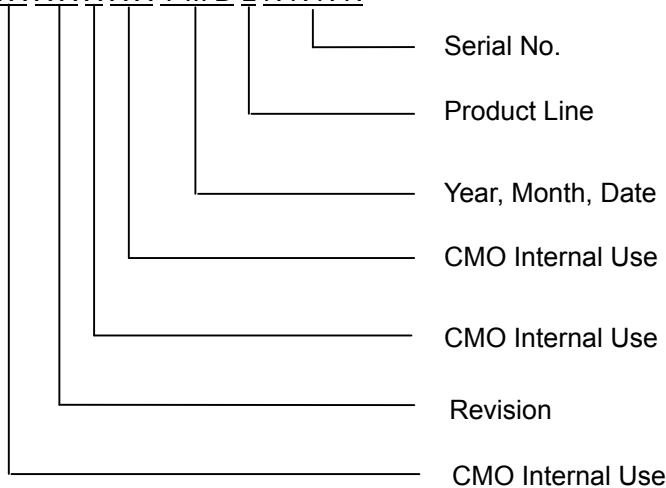 Serial No.
Product Line
Year, Month, Date
CMO Internal Use
CMO Internal Use
Revision
CMO Internal Use